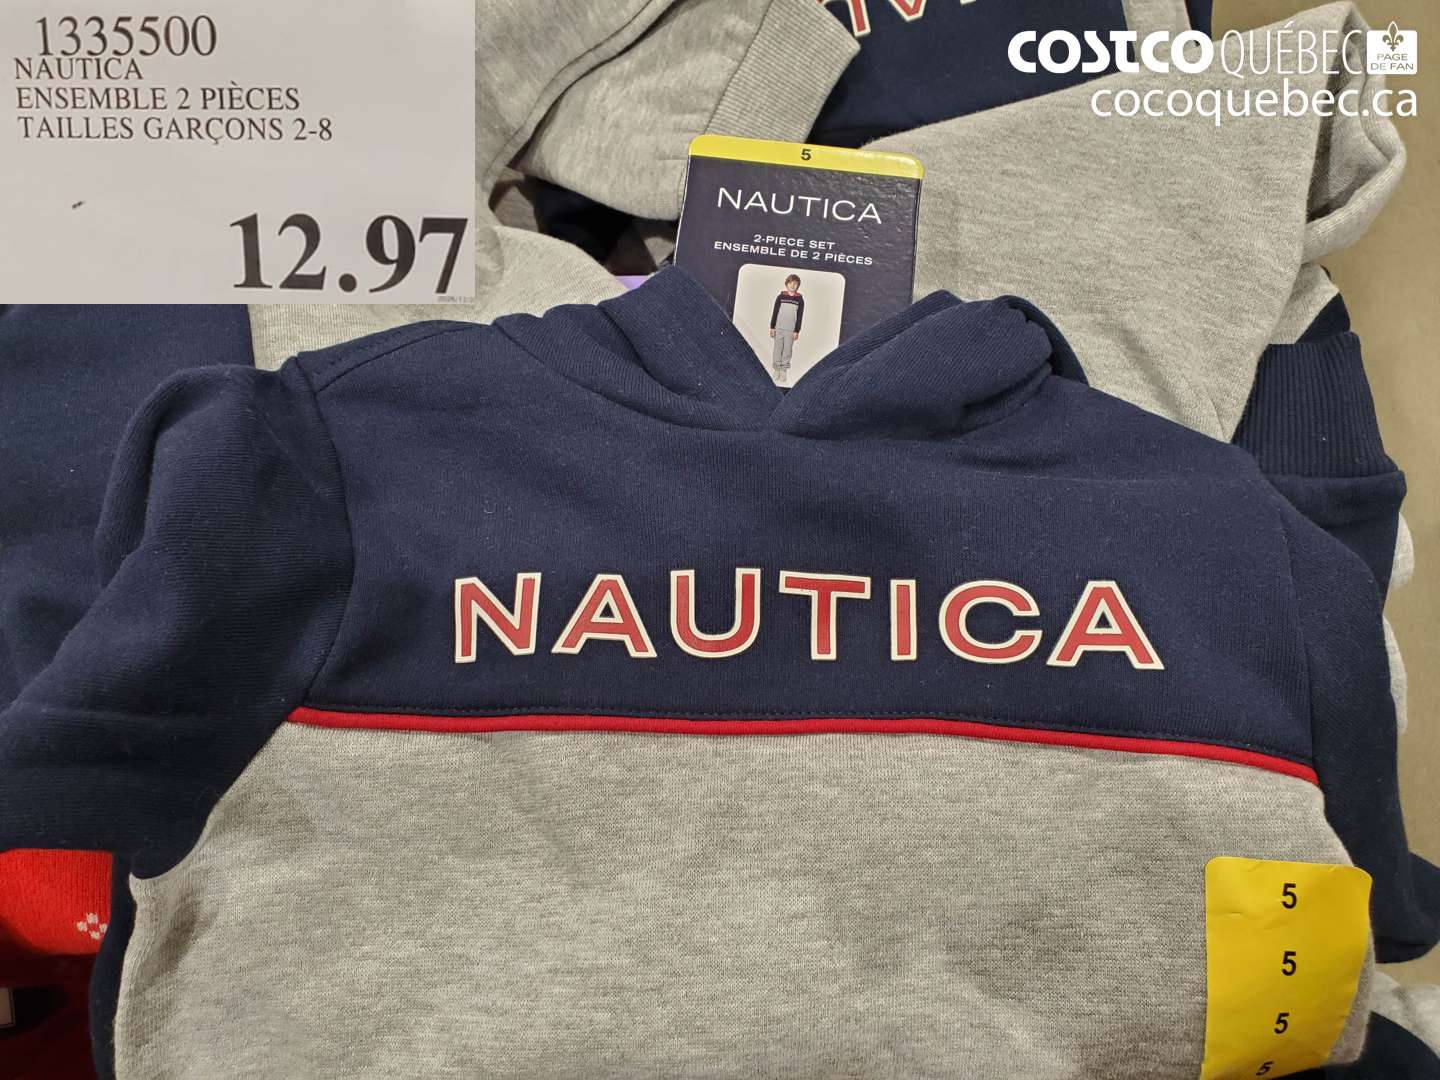 1335500
NAUTICA
ENSEMBLE 2 PIÈCES
TAILLES GARÇONS 2-8
12.97
COSTCO QUÉBEC
PAGE
DE FAN
cocoquebec.ca
5
NAUTICA
2-PIECE SET
ENSEMBLE DE 2 PIÈCES
NAUTICA
5
5
5
5